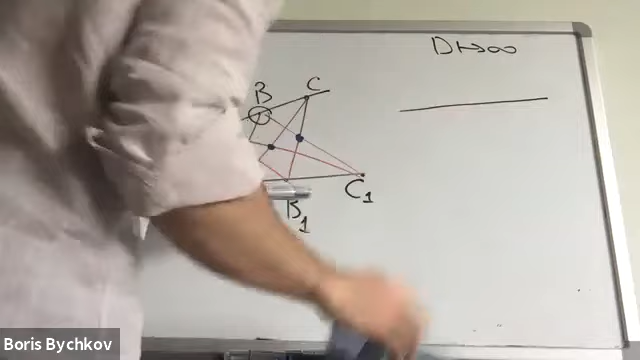 D↦∞
B C
B₁ C₁
Boris Bychkov